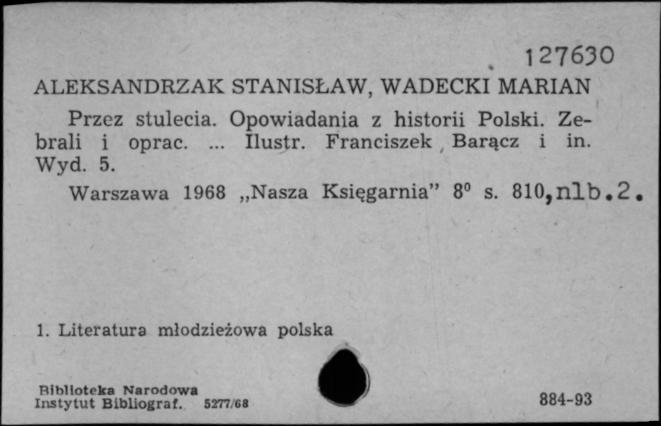 127630
ALEKSANDRZAK STANISŁAW, WADECKI MARIAN
Przez stulecia. Opowiadania z historii Polski. Ze-
brali i oprac. ... Ilustr. Franciszek Barącz i in.
Wyd. 5.
Warszawa 1968 „Nasza Księgarnia” 8° s. 810,nlb.2.
1. Literatura młodzieżowa polska
Biblioteka Narodowa
Instytut Bibliograf. 5277/68
884-93